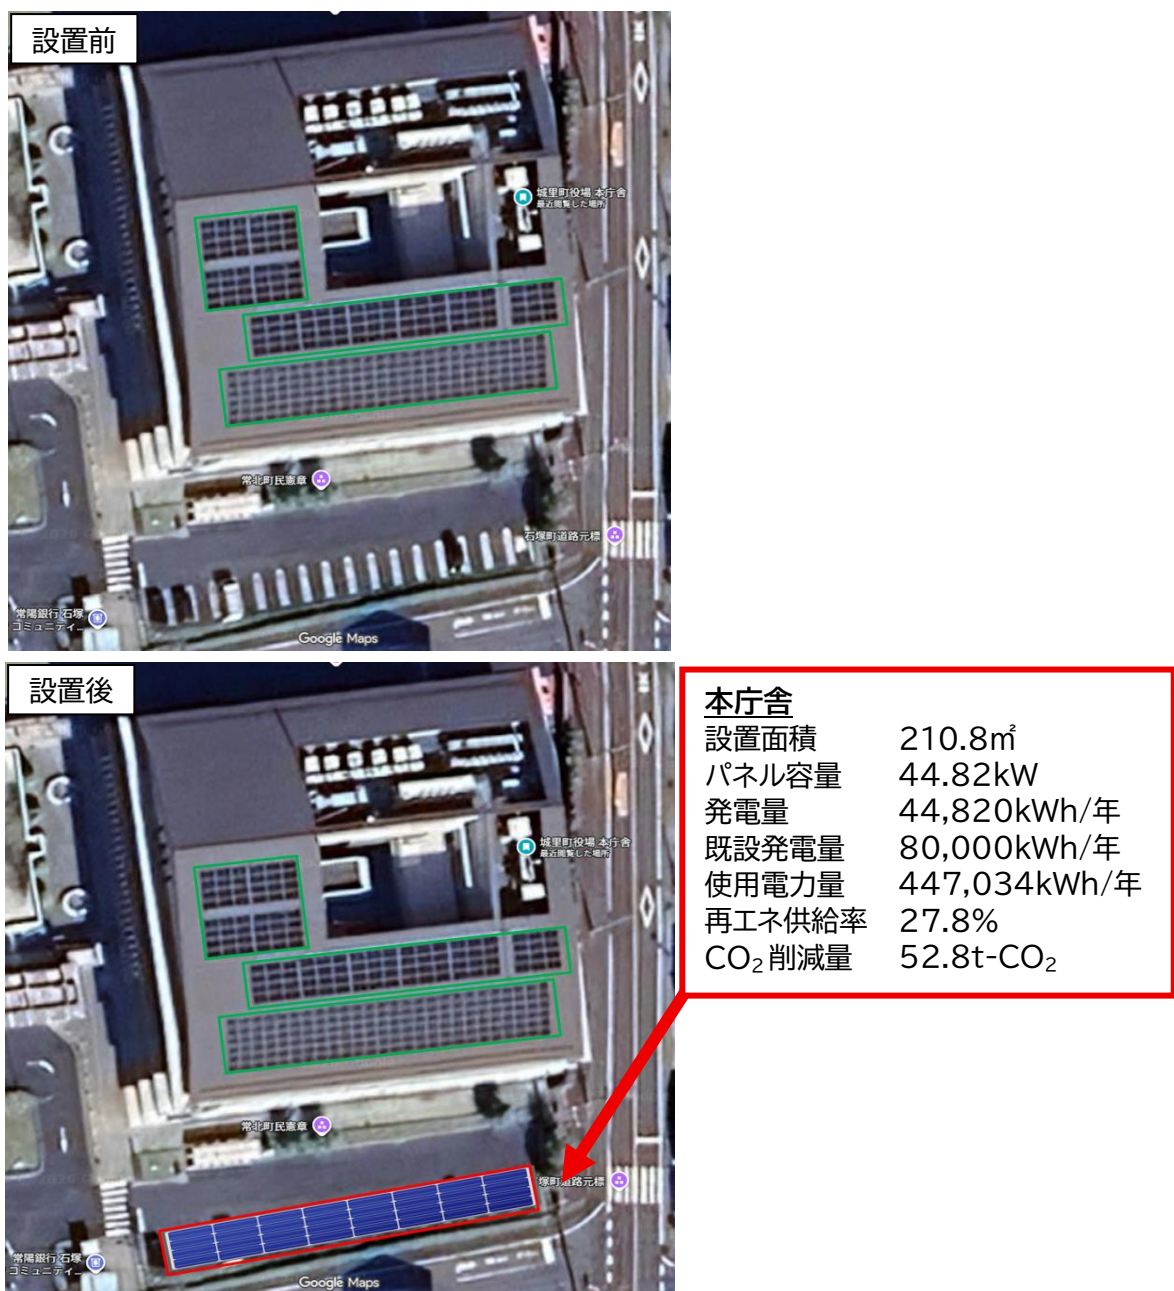 設置前
城里町役場 本庁舎
最近閲覧した場所
常北町民憲章
石塚町道路元標
常陽銀行 石塚
コミュニティ...
Google Maps
設置後
城里町役場 本庁舎
最近閲覧した場所
常北町民憲章
塚町道路元標
常陽銀行 石塚
コミュニティ...
Google Maps
本庁舎
設置面積 210.8㎡
パネル容量 44.82kW
発電量 44,820kWh/年
既設発電量 80,000kWh/年
使用電力量 447,034kWh/年
再エネ供給率 27.8%
CO₂削減量 52.8t-CO₂